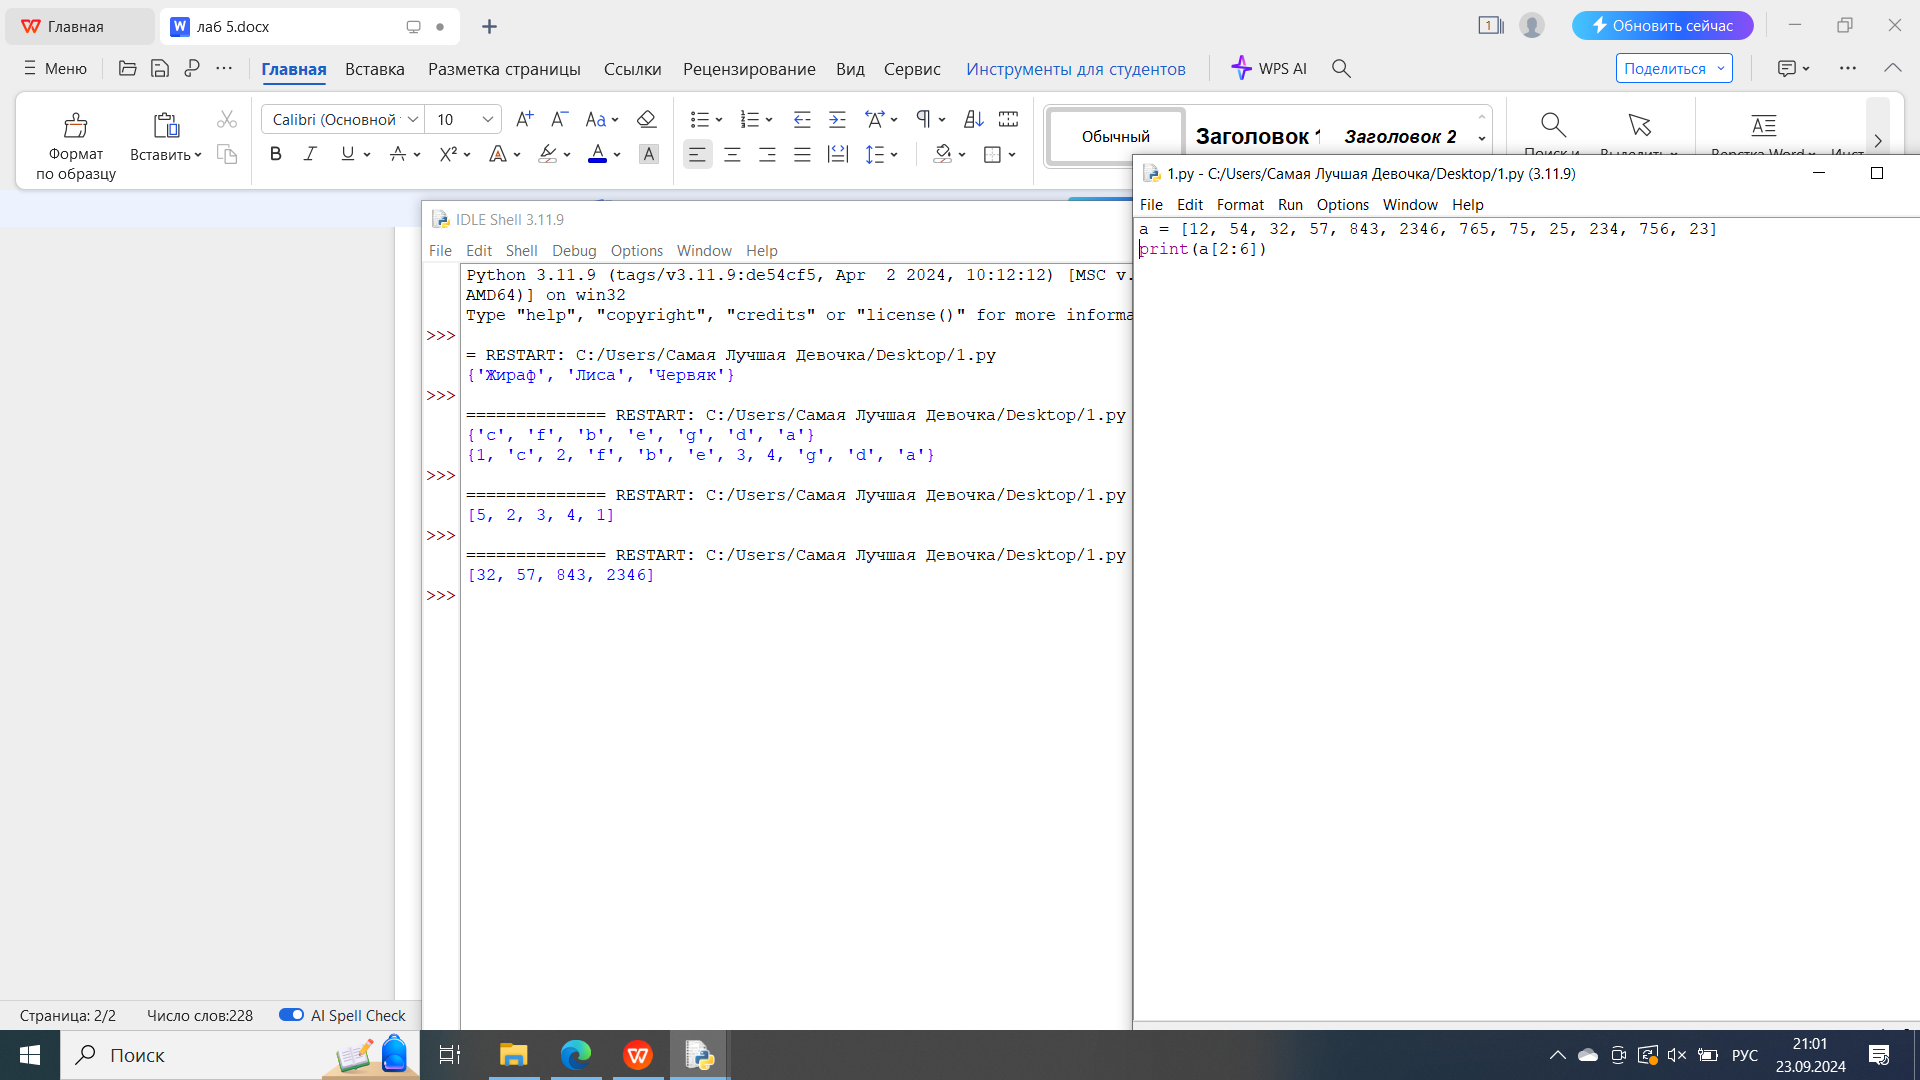 Главная
лаб 5.docx
1
Обновить сейчас
Меню
Главная
Вставка
Разметка страницы
Ссылки
Рецензирование
Вид
Сервис
Инструменты для студентов
WPS AI
Поделиться
Формат
по образцу
Вставить
Calibri (Основной
10
Обычный
Заголовок 1
Заголовок 2
IDLE Shell 3.11.9
File Edit Shell Debug Options Window Help
Python 3.11.9 (tags/v3.11.9:de54cf5, Apr  2 2024, 10:12:12) [MSC v.
AMD64)] on win32
Type "help", "copyright", "credits" or "license()" for more informa
>>>
= RESTART: C:/Users/Самая Лучшая Девочка/Desktop/1.py
{'Жираф', 'Лиса', 'Червяк'}
>>>
============== RESTART: C:/Users/Самая Лучшая Девочка/Desktop/1.py
{'c', 'f', 'b', 'e', 'g', 'd', 'a'}
{1, 'c', 2, 'f', 'b', 'e', 3, 4, 'g', 'd', 'a'}
>>>
============== RESTART: C:/Users/Самая Лучшая Девочка/Desktop/1.py
[5, 2, 3, 4, 1]
>>>
============== RESTART: C:/Users/Самая Лучшая Девочка/Desktop/1.py
[32, 57, 843, 2346]
>>>
1.py - C:/Users/Самая Лучшая Девочка/Desktop/1.py (3.11.9)
File Edit Format Run Options Window Help
a = [12, 54, 32, 57, 843, 2346, 765, 75, 25, 234, 756, 23]
print(a[2:6])
Страница: 2/2
Число слов:228
AI Spell Check
Поиск
РУС
21:01
23.09.2024